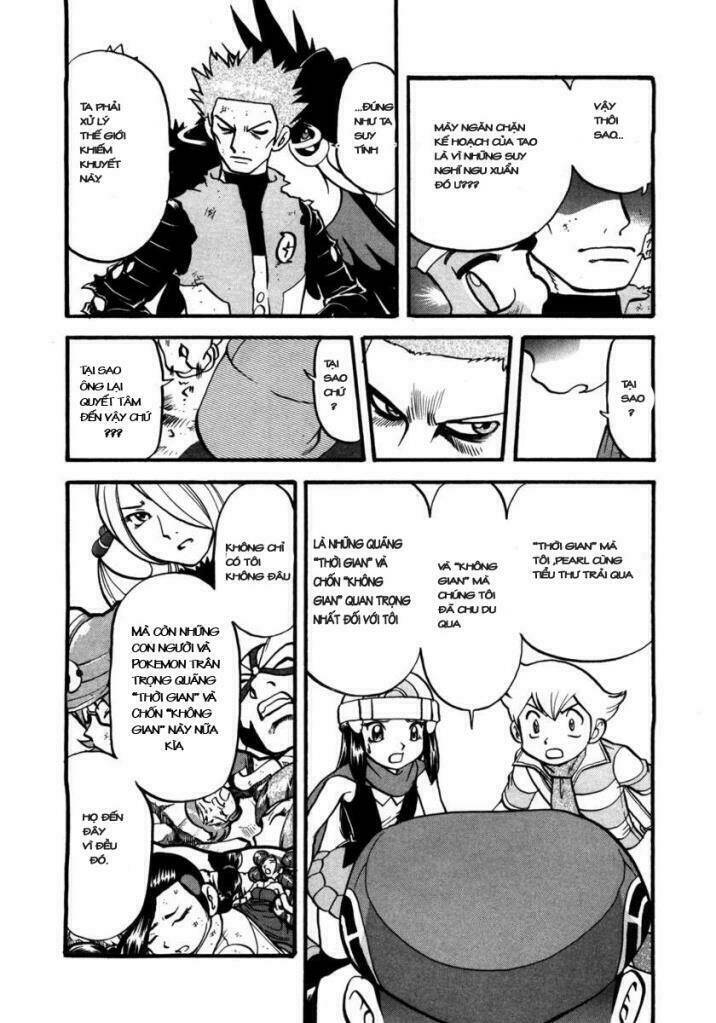 VẬY
THÔI
SAO...
MÀY NGĂN CHẶN
KẾ HOẠCH CỦA TAO
LÀ VÌ NHỮNG SUY
NGHĨ NGU XUẨN
ĐÓ Ư???
...ĐÚNG
NHƯ TA
SUY
TÍNH
TA PHẢI
XỬ LÝ
THẾ GIỚI
KHIẾM
KHUYẾT
NÀY.
TẠI
SAO
?
TẠI
SAO
CHỨ
?
TẠI SAO
ÔNG LẠI
QUYẾT TÂM
ĐẾN VẬY CHỨ
???
"THỜI GIAN" MÀ
TÔI ,PEARL CÙNG
TIỂU THƯ TRẢI QUA
VÀ "KHÔNG
GIAN" MÀ
CHÚNG TÔI
ĐÃ CHU DU
QUA
LÀ NHỮNG QUÃNG
"THỜI GIAN" VÀ
CHỐN "KHÔNG
GIAN" QUAN TRỌNG
NHẤT ĐỐI VỚI TÔI
KHÔNG CHỈ
CÓ TÔI
KHÔNG ĐÂU
MÀ CÒN NHỮNG
CON NGƯỜI VÀ
POKEMON TRÂN
TRỌNG QUÃNG
"THỜI GIAN" VÀ
CHỐN "KHÔNG
GIAN" NÀY NỮA
KÌA
HỌ ĐẾN
ĐÂY
VÌ ĐỀU
ĐÓ.